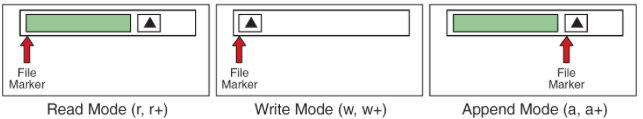 File
Marker
Read Mode (r, r+)
File
Marker
Write Mode (w, w+)
File
Marker
Append Mode (a, a+)